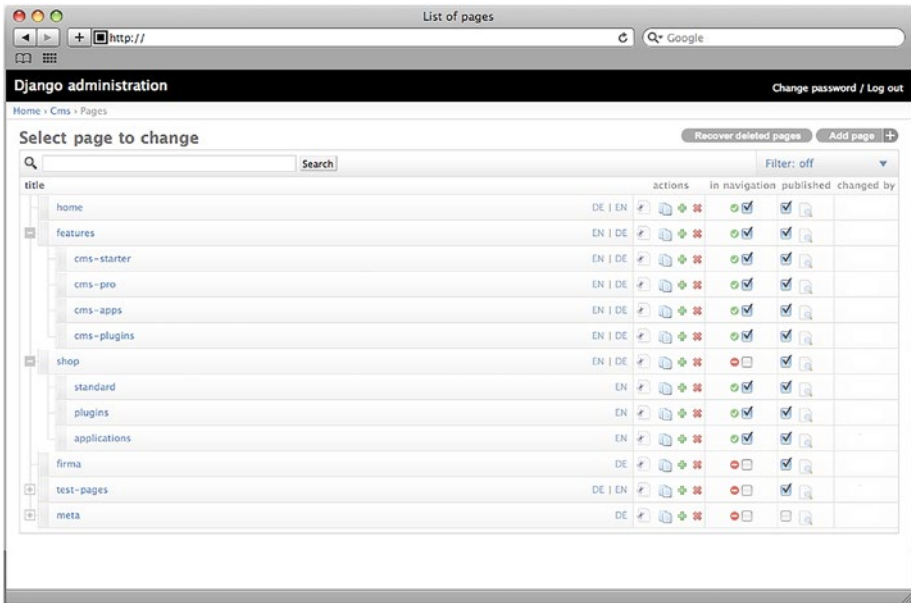 List of pages
http://
Google
Django administration
Change password / Log out
Home › Cms › Pages
Select page to change
Recover deleted pages
Add page
Search
Filter: off
title actions in navigation published changed by
home DE | EN
features EN | DE
cms-starter EN | DE
cms-pro EN | DE
cms-apps EN | DE
cms-plugins EN | DE
shop EN | DE
standard EN
plugins EN
applications EN
firma DE
test-pages DE | EN
meta DE